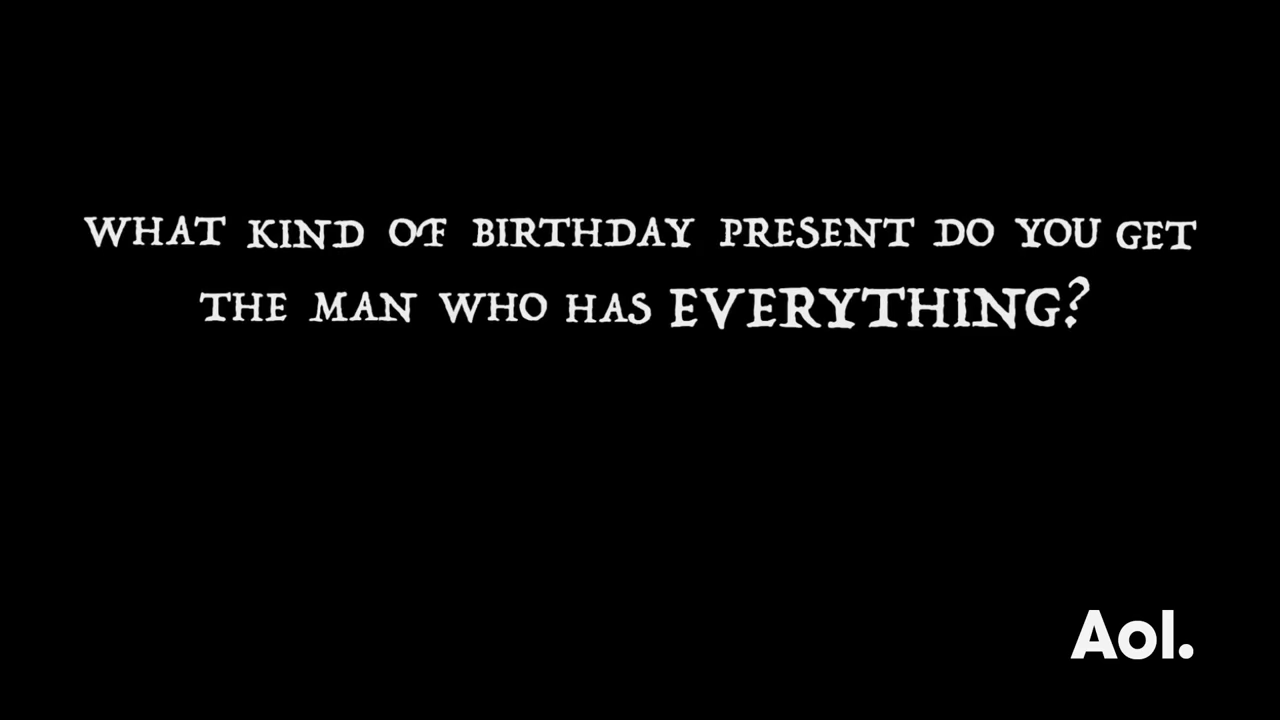 WHAT KIND OF BIRTHDAY PRESENT DO YOU GET
THE MAN WHO HAS EVERYTHING?
Aol.